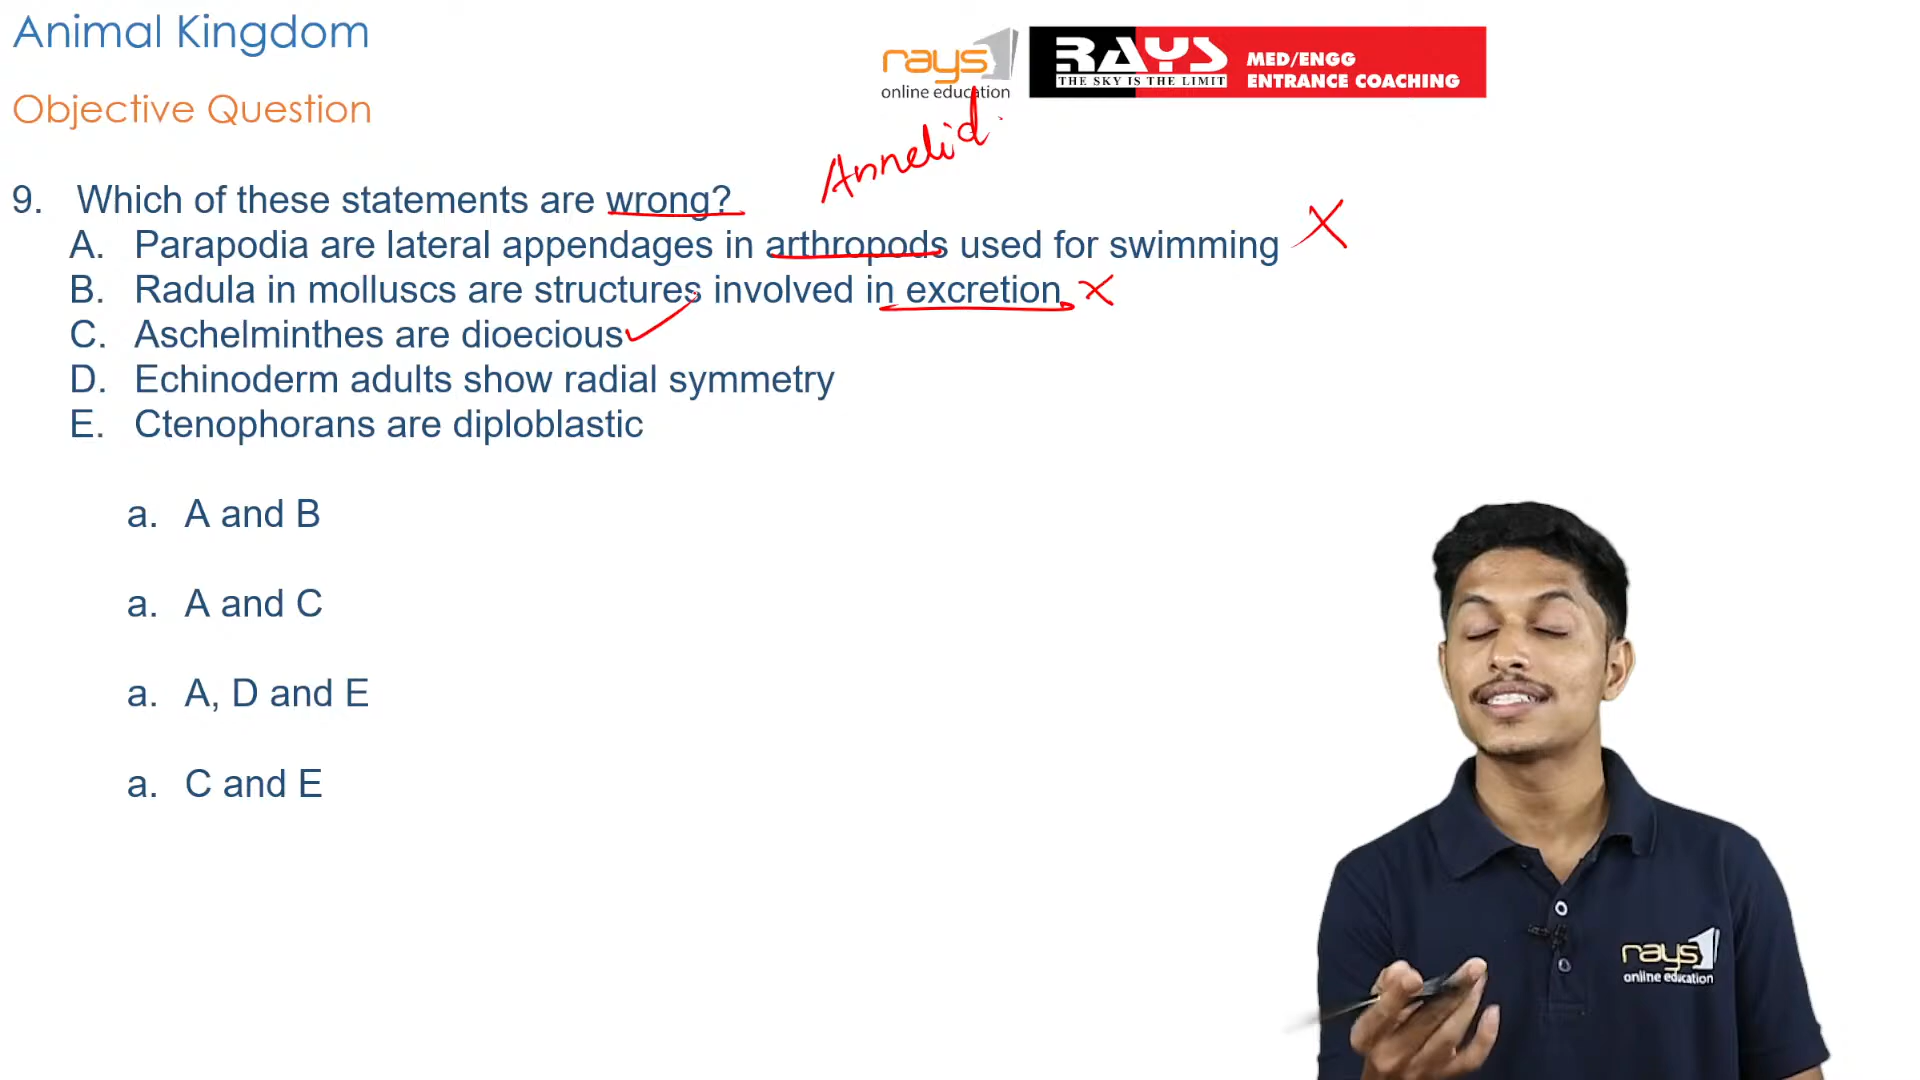 Animal Kingdom
rays
online education
RAYS
THE SKY IS THE LIMIT
MED/ENGG
ENTRANCE COACHING
Objective Question
Annelid
9. Which of these statements are wrong?
A. Parapodia are lateral appendages in arthropods used for swimming X
B. Radula in molluscs are structures involved in excretion. X
C. Aschelminthes are dioecious ✓
D. Echinoderm adults show radial symmetry
E. Ctenophorans are diploblastic
a. A and B
a. A and C
a. A, D and E
a. C and E
rays
online education